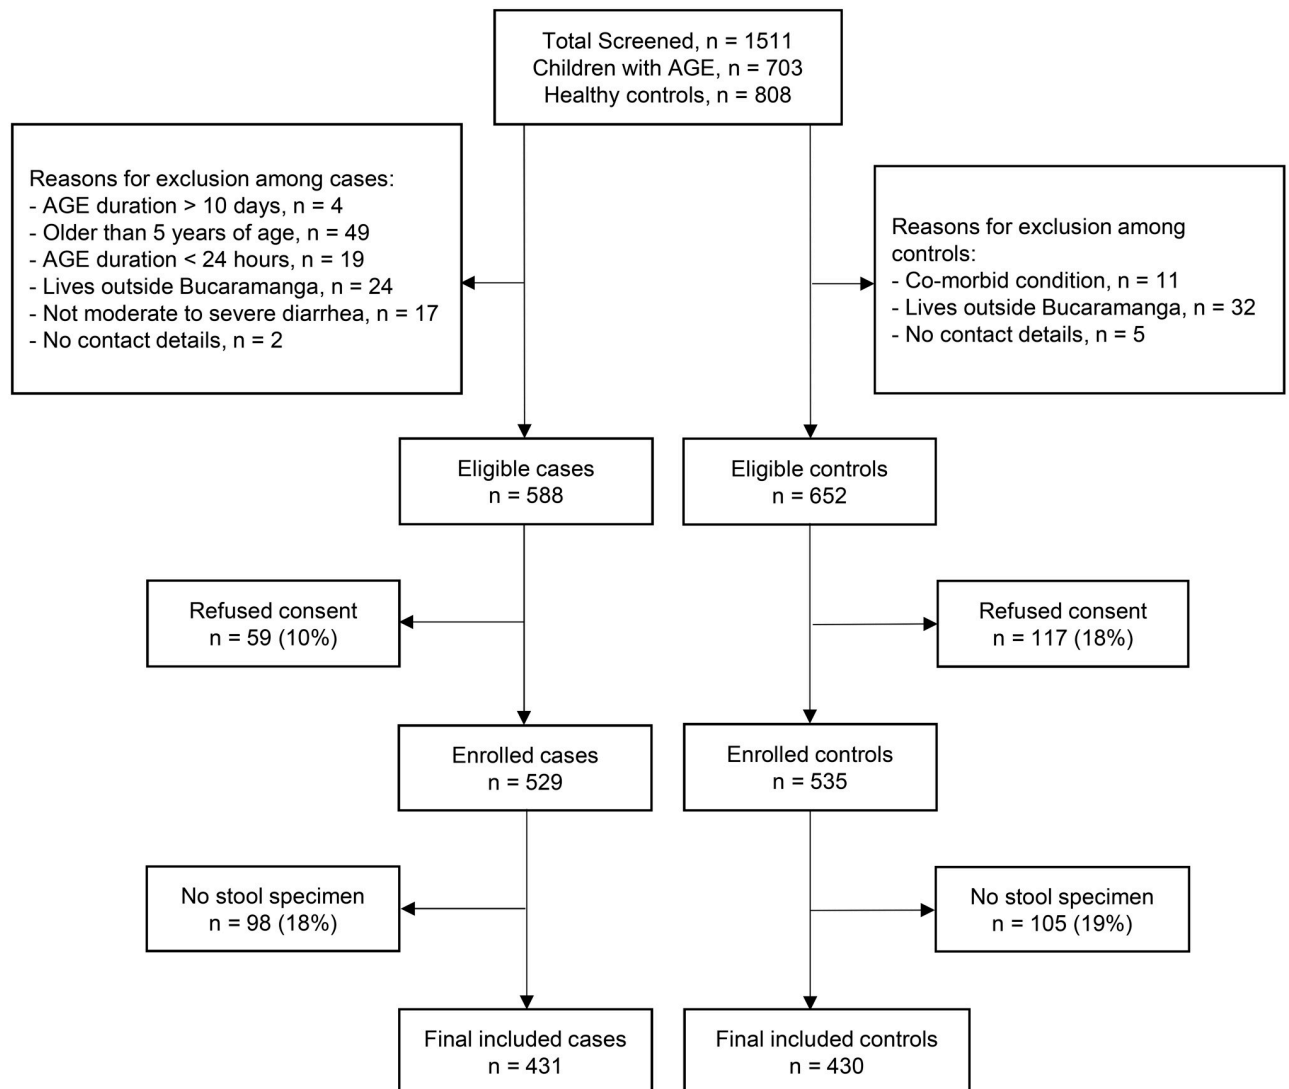 Total Screened, n = 1511
Children with AGE, n = 703
Healthy controls, n = 808
Reasons for exclusion among cases:
- AGE duration > 10 days, n = 4
- Older than 5 years of age, n = 49
- AGE duration < 24 hours, n = 19
- Lives outside Bucaramanga, n = 24
- Not moderate to severe diarrhea, n = 17
- No contact details, n = 2
Reasons for exclusion among
controls:
- Co-morbid condition, n = 11
- Lives outside Bucaramanga, n = 32
- No contact details, n = 5
Eligible cases
n = 588
Eligible controls
n = 652
Refused consent
n = 59 (10%)
Refused consent
n = 117 (18%)
Enrolled cases
n = 529
Enrolled controls
n = 535
No stool specimen
n = 98 (18%)
No stool specimen
n = 105 (19%)
Final included cases
n = 431
Final included controls
n = 430